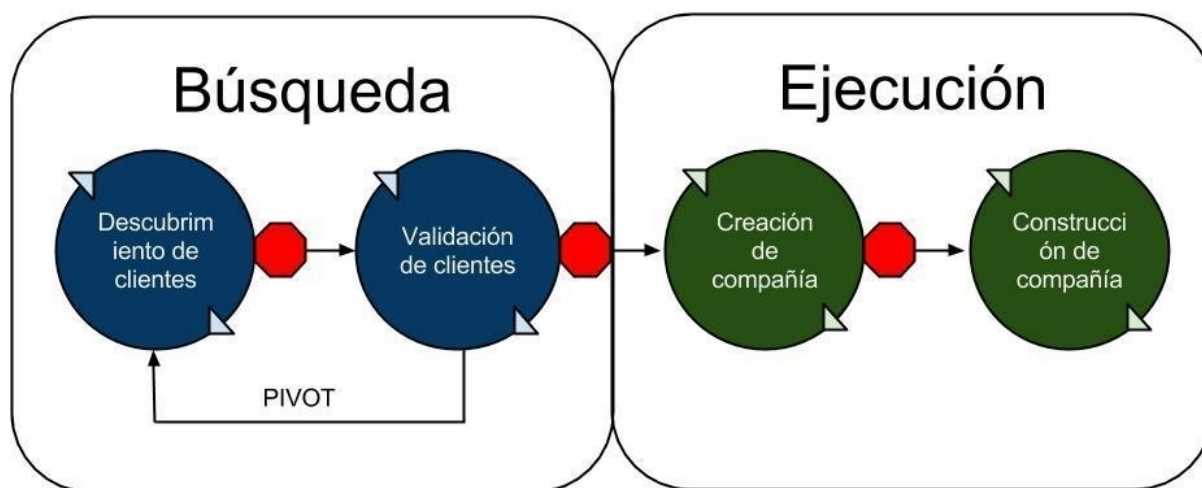 Búsqueda
Ejecución
Descubrim
iento de
clientes
Validación
de clientes
Creación
de
compañía
Construcci
ón de
compañía
PIVOT